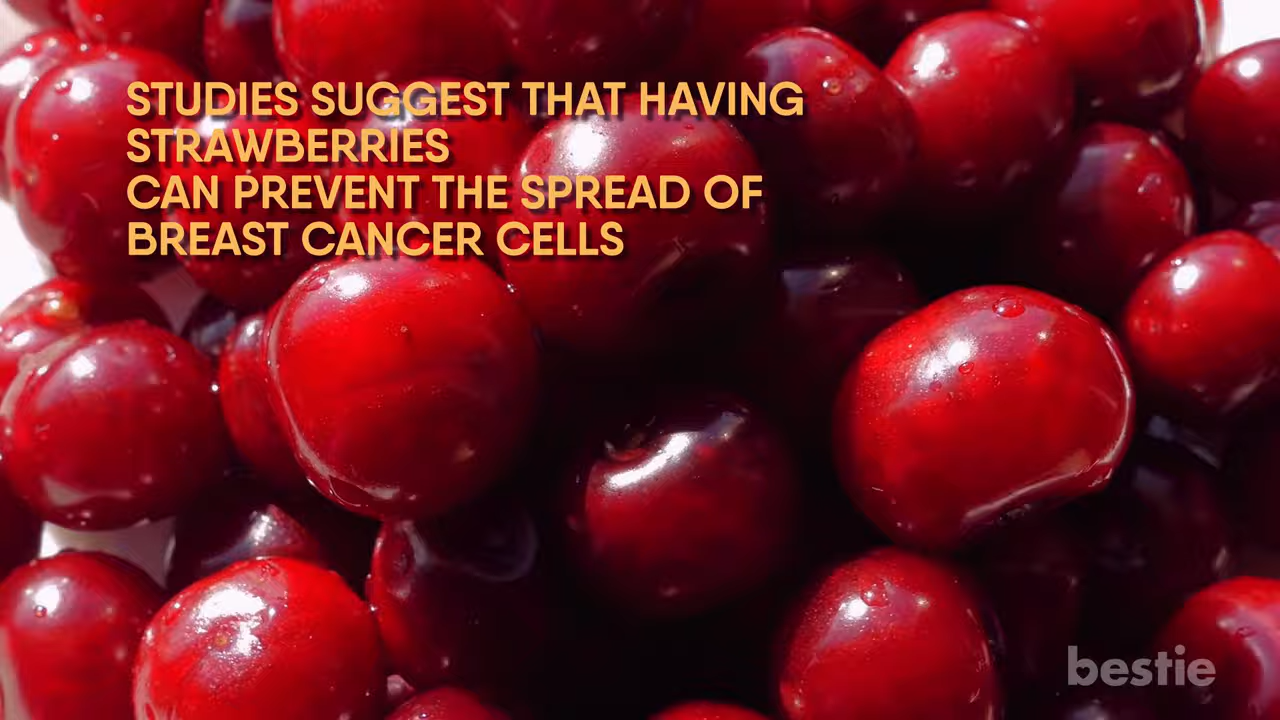 STUDIES SUGGEST THAT HAVING
STRAWBERRIES
CAN PREVENT THE SPREAD OF
BREAST CANCER CELLS
bestie